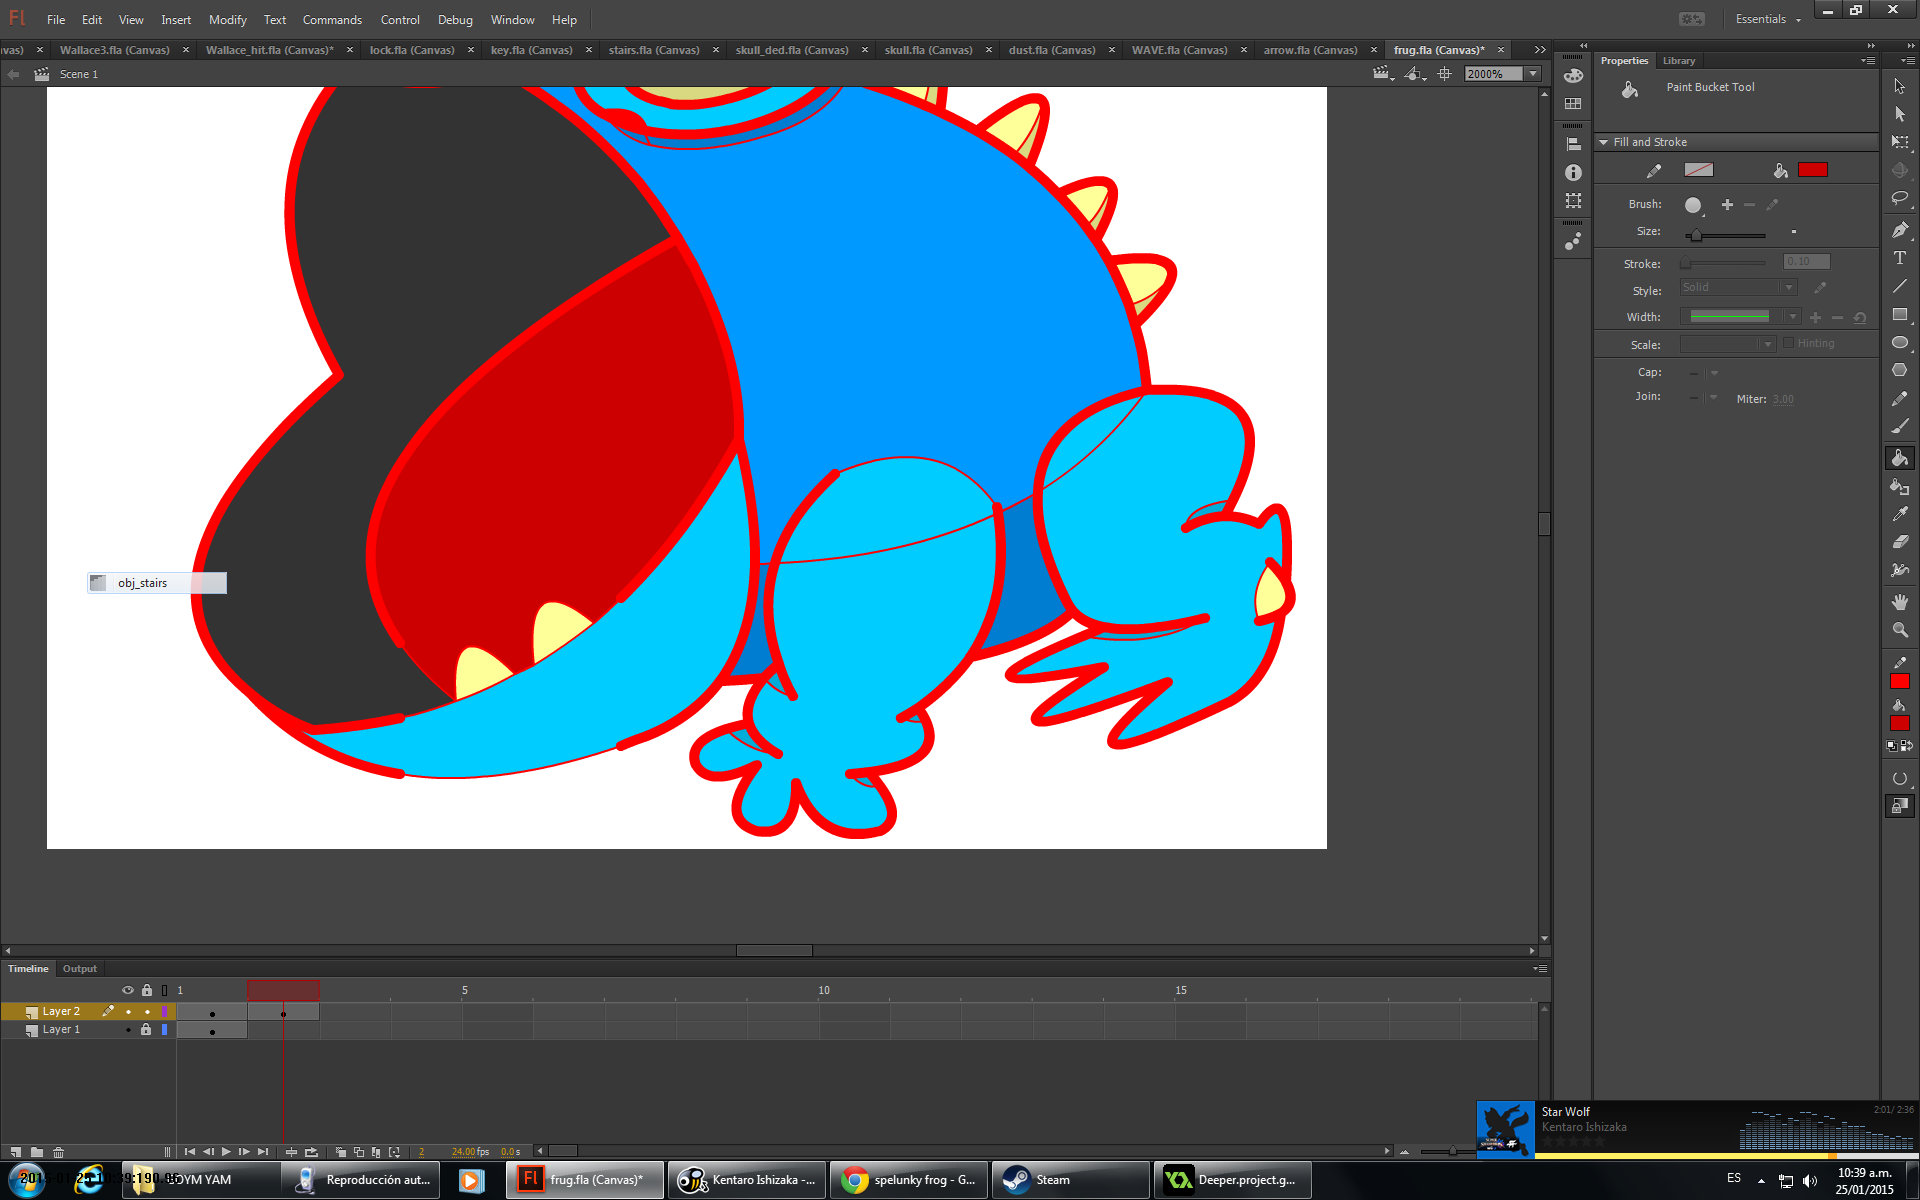 Fl File Edit View Insert Text Commands Modify Control Debug Window Help Essentials
vas) × Wallace3.fla (Canvas) × Wallace_hit.fla (Canvas)* × lock.fla (Canvas) × key.fla (Canvas) × stairs.fla (Canvas) × skull_ded.fla (Canvas) × skull.fla (Canvas) × dust.fla (Canvas) × WAVE.fla (Canvas) × arrow.fla (Canvas) × frug.fla (Canvas)* ×
Scene 1 2000%
Properties Library
Paint Bucket Tool
Fill and Stroke
Brush:
Size:
Stroke: 0,10
Style: Solid
Width:
Scale: Hinting
Cap:
Join: Miter: 3,00
obj_stairs
Timeline Output
1 5 10 15
Layer 2
Layer 1
2 24.00 fps 0.0 s
Star Wolf 2:01/ 2:36
Kentaro Ishizaka
2015-01-25 10:39:190.06
YAM Reproducción aut... Fl frug.fla (Canvas)* Kentaro Ishizaka -... spelunky frog - G... Steam Deeper.project.g... ES 10:39 a.m.
25/01/2015